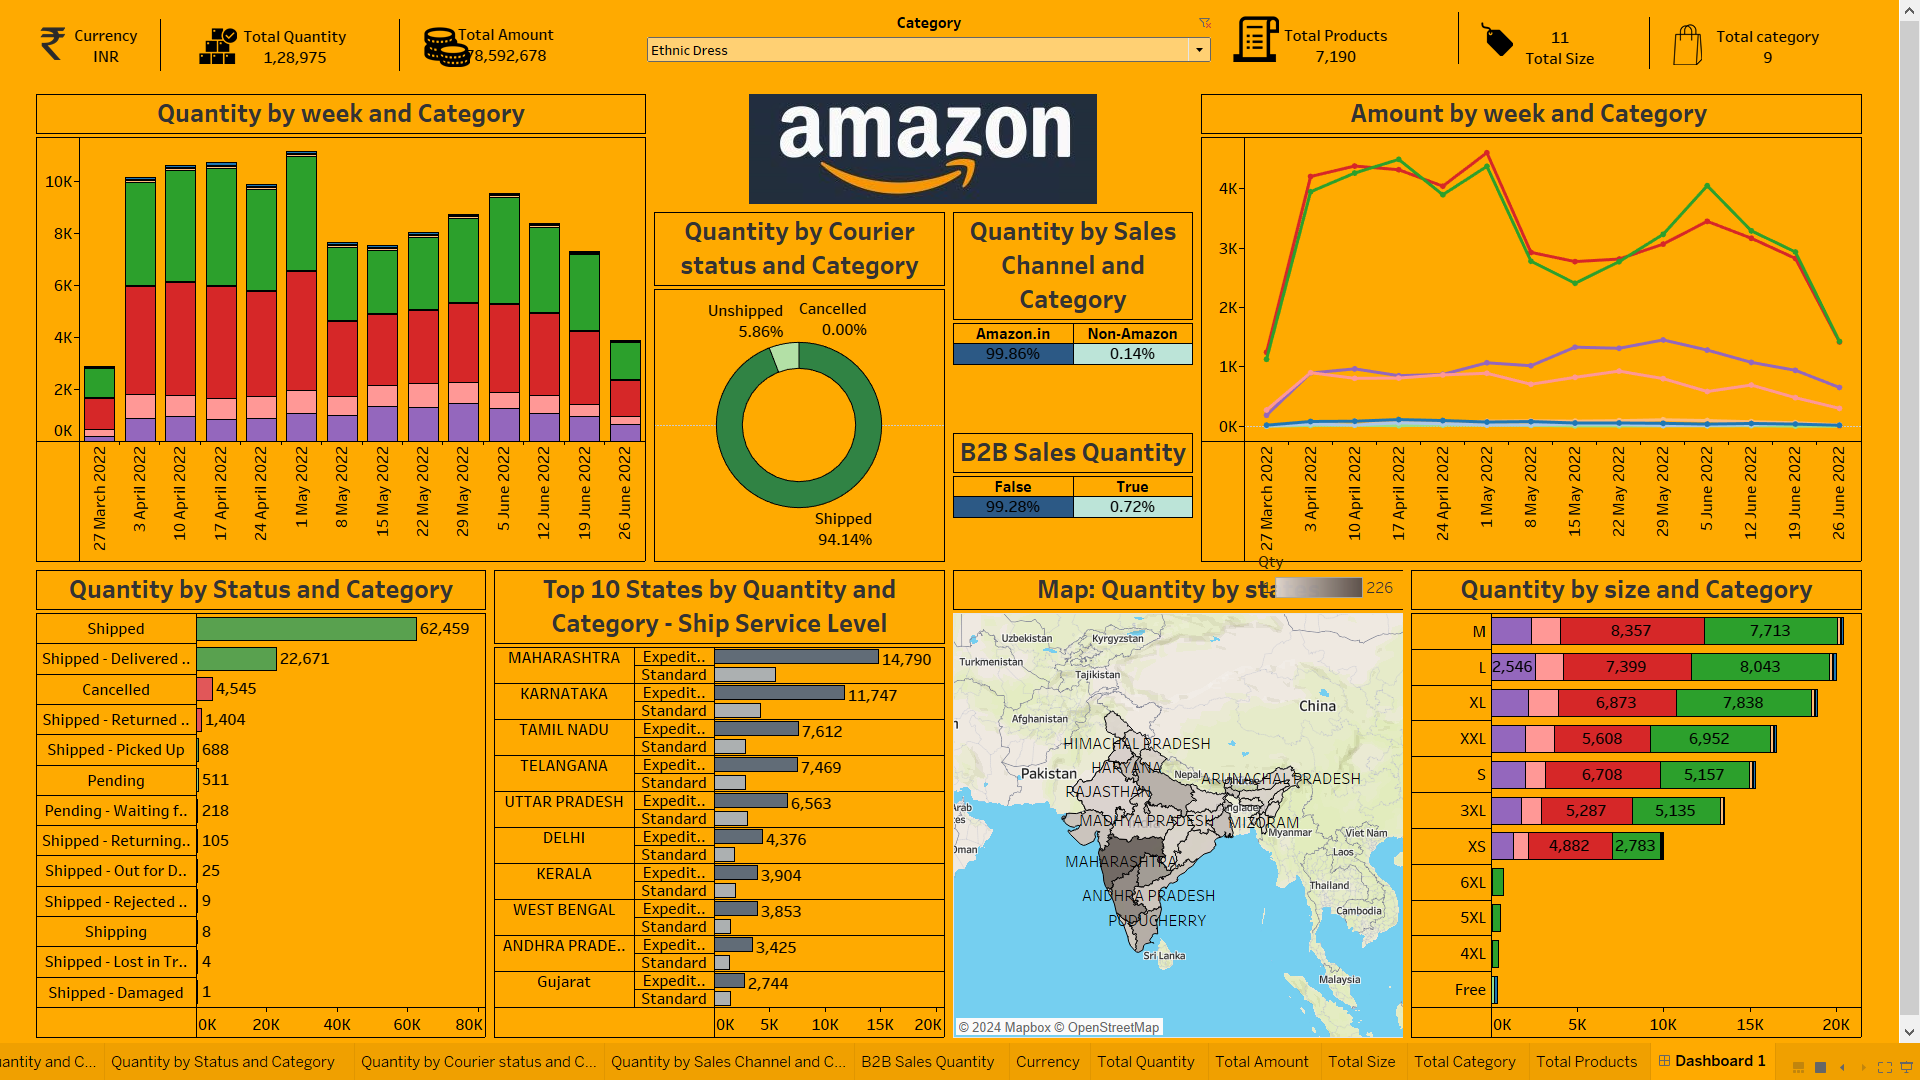 Currency
INR
Total Quantity
1,28,975
Total Amount
78,592,678
Category
Ethnic Dress
Total Products
7,190
11
Total Size
Total category
9
Quantity by week and Category
10K
8K
6K
4K
2K
0K
27 March 2022
3 April 2022
10 April 2022
17 April 2022
24 April 2022
1 May 2022
8 May 2022
15 May 2022
22 May 2022
29 May 2022
5 June 2022
12 June 2022
19 June 2022
26 June 2022
amazon
Quantity by Courier
status and Category
Unshipped
5.86%
Cancelled
0.00%
Shipped
94.14%
Quantity by Sales
Channel and
Category
Amazon.in Non-Amazon
99.86% 0.14%
B2B Sales Quantity
False True
99.28% 0.72%
Amount by week and Category
4K
3K
2K
1K
0K
27 March 2022
3 April 2022
10 April 2022
17 April 2022
24 April 2022
1 May 2022
8 May 2022
15 May 2022
22 May 2022
29 May 2022
5 June 2022
12 June 2022
19 June 2022
26 June 2022
Quantity by Status and Category
Shipped 62,459
Shipped - Delivered .. 22,671
Cancelled 4,545
Shipped - Returned .. 1,404
Shipped - Picked Up 688
Pending 511
Pending - Waiting f.. 218
Shipped - Returning.. 105
Shipped - Out for D.. 25
Shipped - Rejected .. 9
Shipping 8
Shipped - Lost in Tr.. 4
Shipped - Damaged 1
0K 20K 40K 60K 80K
Top 10 States by Quantity and
Category - Ship Service Level
MAHARASHTRA Expedit.. 14,790
Standard
KARNATAKA Expedit.. 11,747
Standard
TAMIL NADU Expedit.. 7,612
Standard
TELANGANA Expedit.. 7,469
Standard
UTTAR PRADESH Expedit.. 6,563
Standard
DELHI Expedit.. 4,376
Standard
KERALA Expedit.. 3,904
Standard
WEST BENGAL Expedit.. 3,853
Standard
ANDHRA PRADE.. Expedit.. 3,425
Standard
Gujarat Expedit.. 2,744
Standard
0K 5K 10K 15K 20K
Qty
Map: Quantity by sta
226
Uzbekistan
Kyrgyzstan
Turkmenistan
Tajikistan
China
Afghanistan
HIMACHAL PRADESH
HARYANA
Pakistan
Nepal
ARUNACHAL PRADESH
RAJASTHAN
MADHYA PRADESH
MIZORAM
Myanmar
Viet Nam
Laos
MAHARASHTRA
Thailand
ANDHRA PRADESH
Cambodia
PUDUCHERRY
Sri Lanka
Malaysia
Oman
© 2024 Mapbox © OpenStreetMap
Quantity by size and Category
M 8,357 7,713
L 2,546 7,399 8,043
XL 6,873 7,838
XXL 5,608 6,952
S 6,708 5,157
3XL 5,287 5,135
XS 4,882 2,783
6XL
5XL
4XL
Free
0K 5K 10K 15K 20K
uantity and C... Quantity by Status and Category Quantity by Courier status and C... Quantity by Sales Channel and C... B2B Sales Quantity Currency Total Quantity Total Amount Total Size Total Category Total Products Dashboard 1